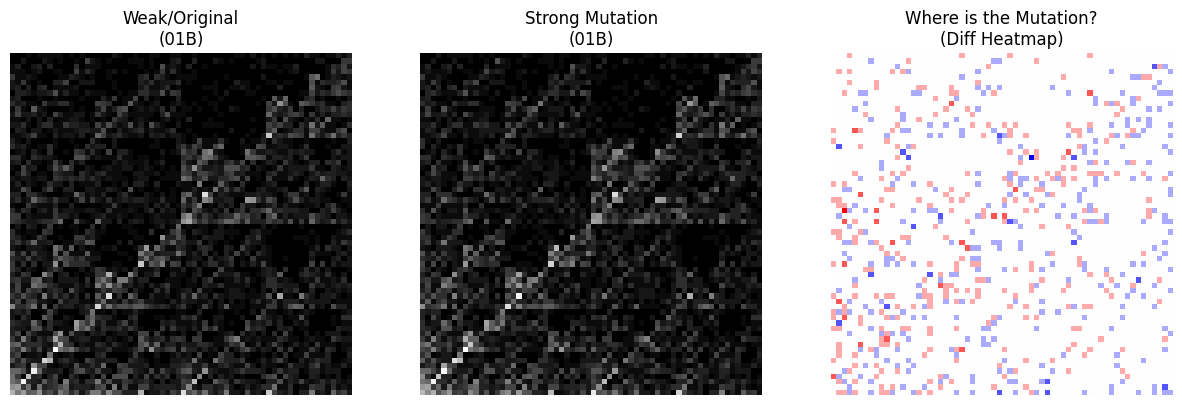 Weak/Original
(01B)
Strong Mutation
(01B)
Where is the Mutation?
(Diff Heatmap)